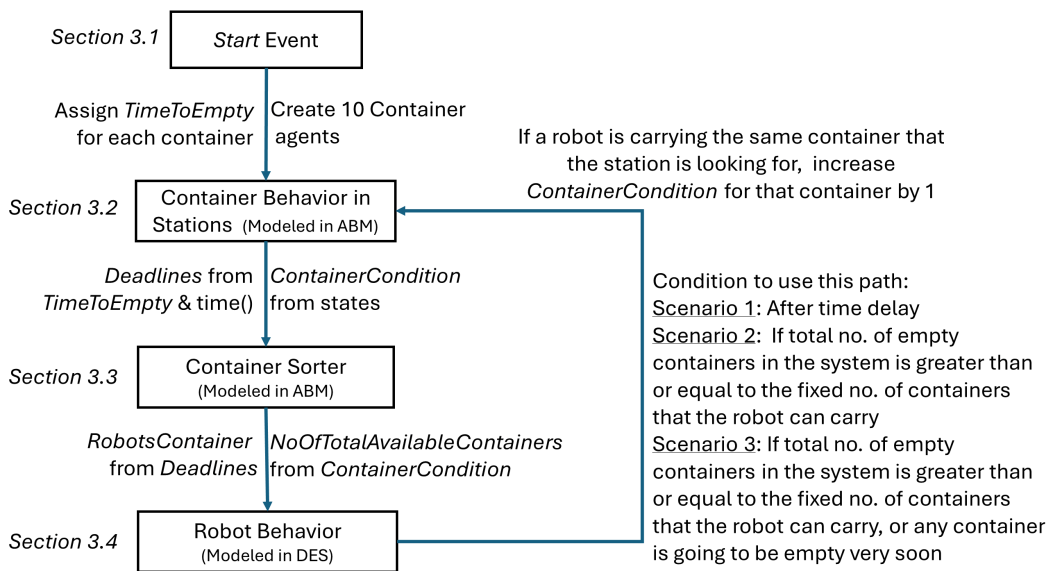 Section 3.1
Start Event
Assign TimeToEmpty
for each container
Create 10 Container
agents
If a robot is carrying the same container that
the station is looking for, increase
ContainerCondition for that container by 1
Section 3.2
Container Behavior in
Stations (Modeled in ABM)
Deadlines from
TimeToEmpty & time()
ContainerCondition
from states
Condition to use this path:
Scenario 1: After time delay
Scenario 2: If total no. of empty
containers in the system is greater than
or equal to the fixed no. of containers
that the robot can carry
Scenario 3: If total no. of empty
containers in the system is greater than
or equal to the fixed no. of containers
that the robot can carry, or any container
is going to be empty very soon
Section 3.3
Container Sorter
(Modeled in ABM)
RobotsContainer
from Deadlines
NoOfTotalAvailableContainers
from ContainerCondition
Section 3.4
Robot Behavior
(Modeled in DES)